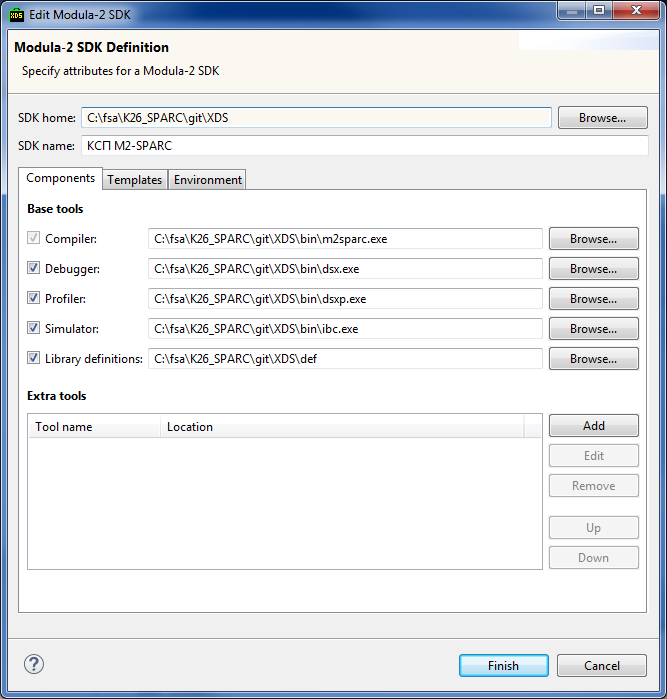 XDS Edit Modula-2 SDK
Modula-2 SDK Definition
Specify attributes for a Modula-2 SDK
SDK home: C:\fsa\K26_SPARC\git\XDS Browse...
SDK name: КСП M2-SPARC
Components Templates Environment
Base tools
Compiler: C:\fsa\K26_SPARC\git\XDS\bin\m2sparc.exe Browse...
Debugger: C:\fsa\K26_SPARC\git\XDS\bin\dsx.exe Browse...
Profiler: C:\fsa\K26_SPARC\git\XDS\bin\dsxp.exe Browse...
Simulator: C:\fsa\K26_SPARC\git\XDS\bin\ibc.exe Browse...
Library definitions: C:\fsa\K26_SPARC\git\XDS\def Browse...
Extra tools
Tool name Location Add
Edit
Remove
Up
Down
? Finish Cancel